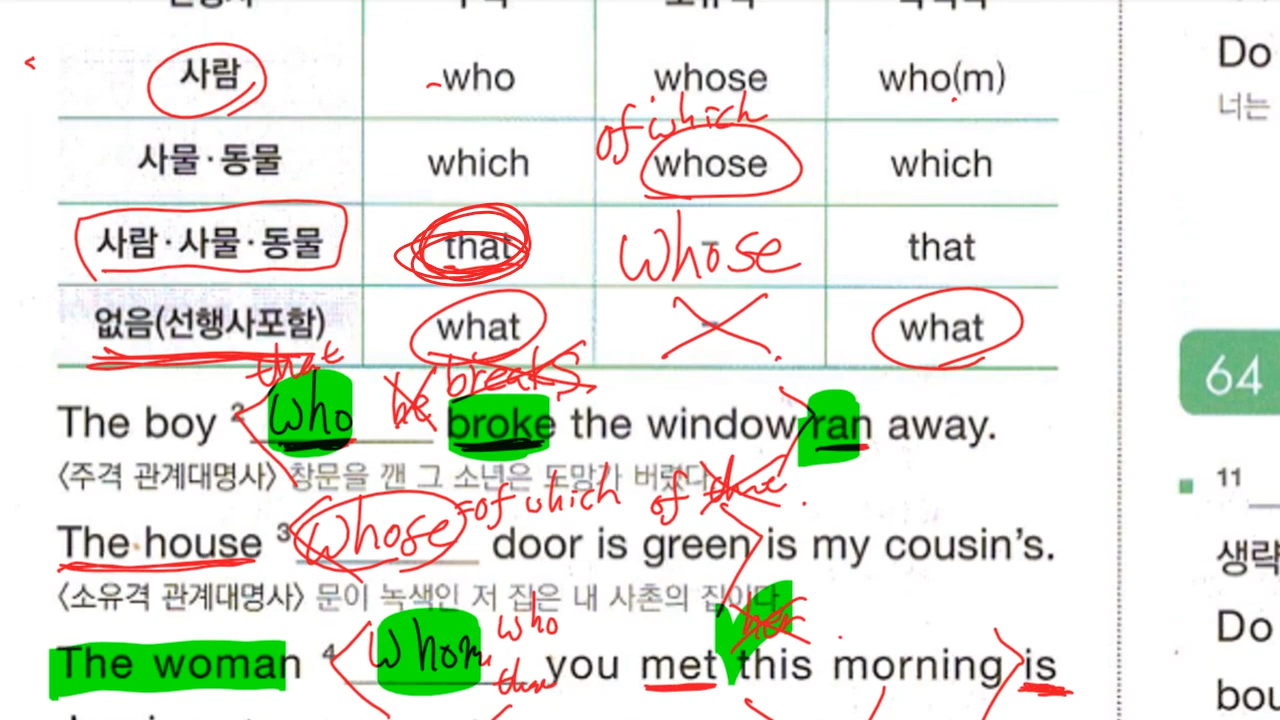 사람 who whose who(m) Do
너는
of which
사물·동물 which whose which
사람·사물·동물 that whose that
없음(선행사포함) what - what
64
that be breaks
The boy 2 who broke the window ran away.
<주격 관계대명사> 창문을 깬 그 소년은 도망가 버렸다
11
=of which of
The house 3 whose door is green is my cousin's.
생략
<소유격 관계대명사> 문이 녹색인 저 집은 내 사촌의 집이다
her
who
Do
The woman 4 whom you met this morning is
that
bou